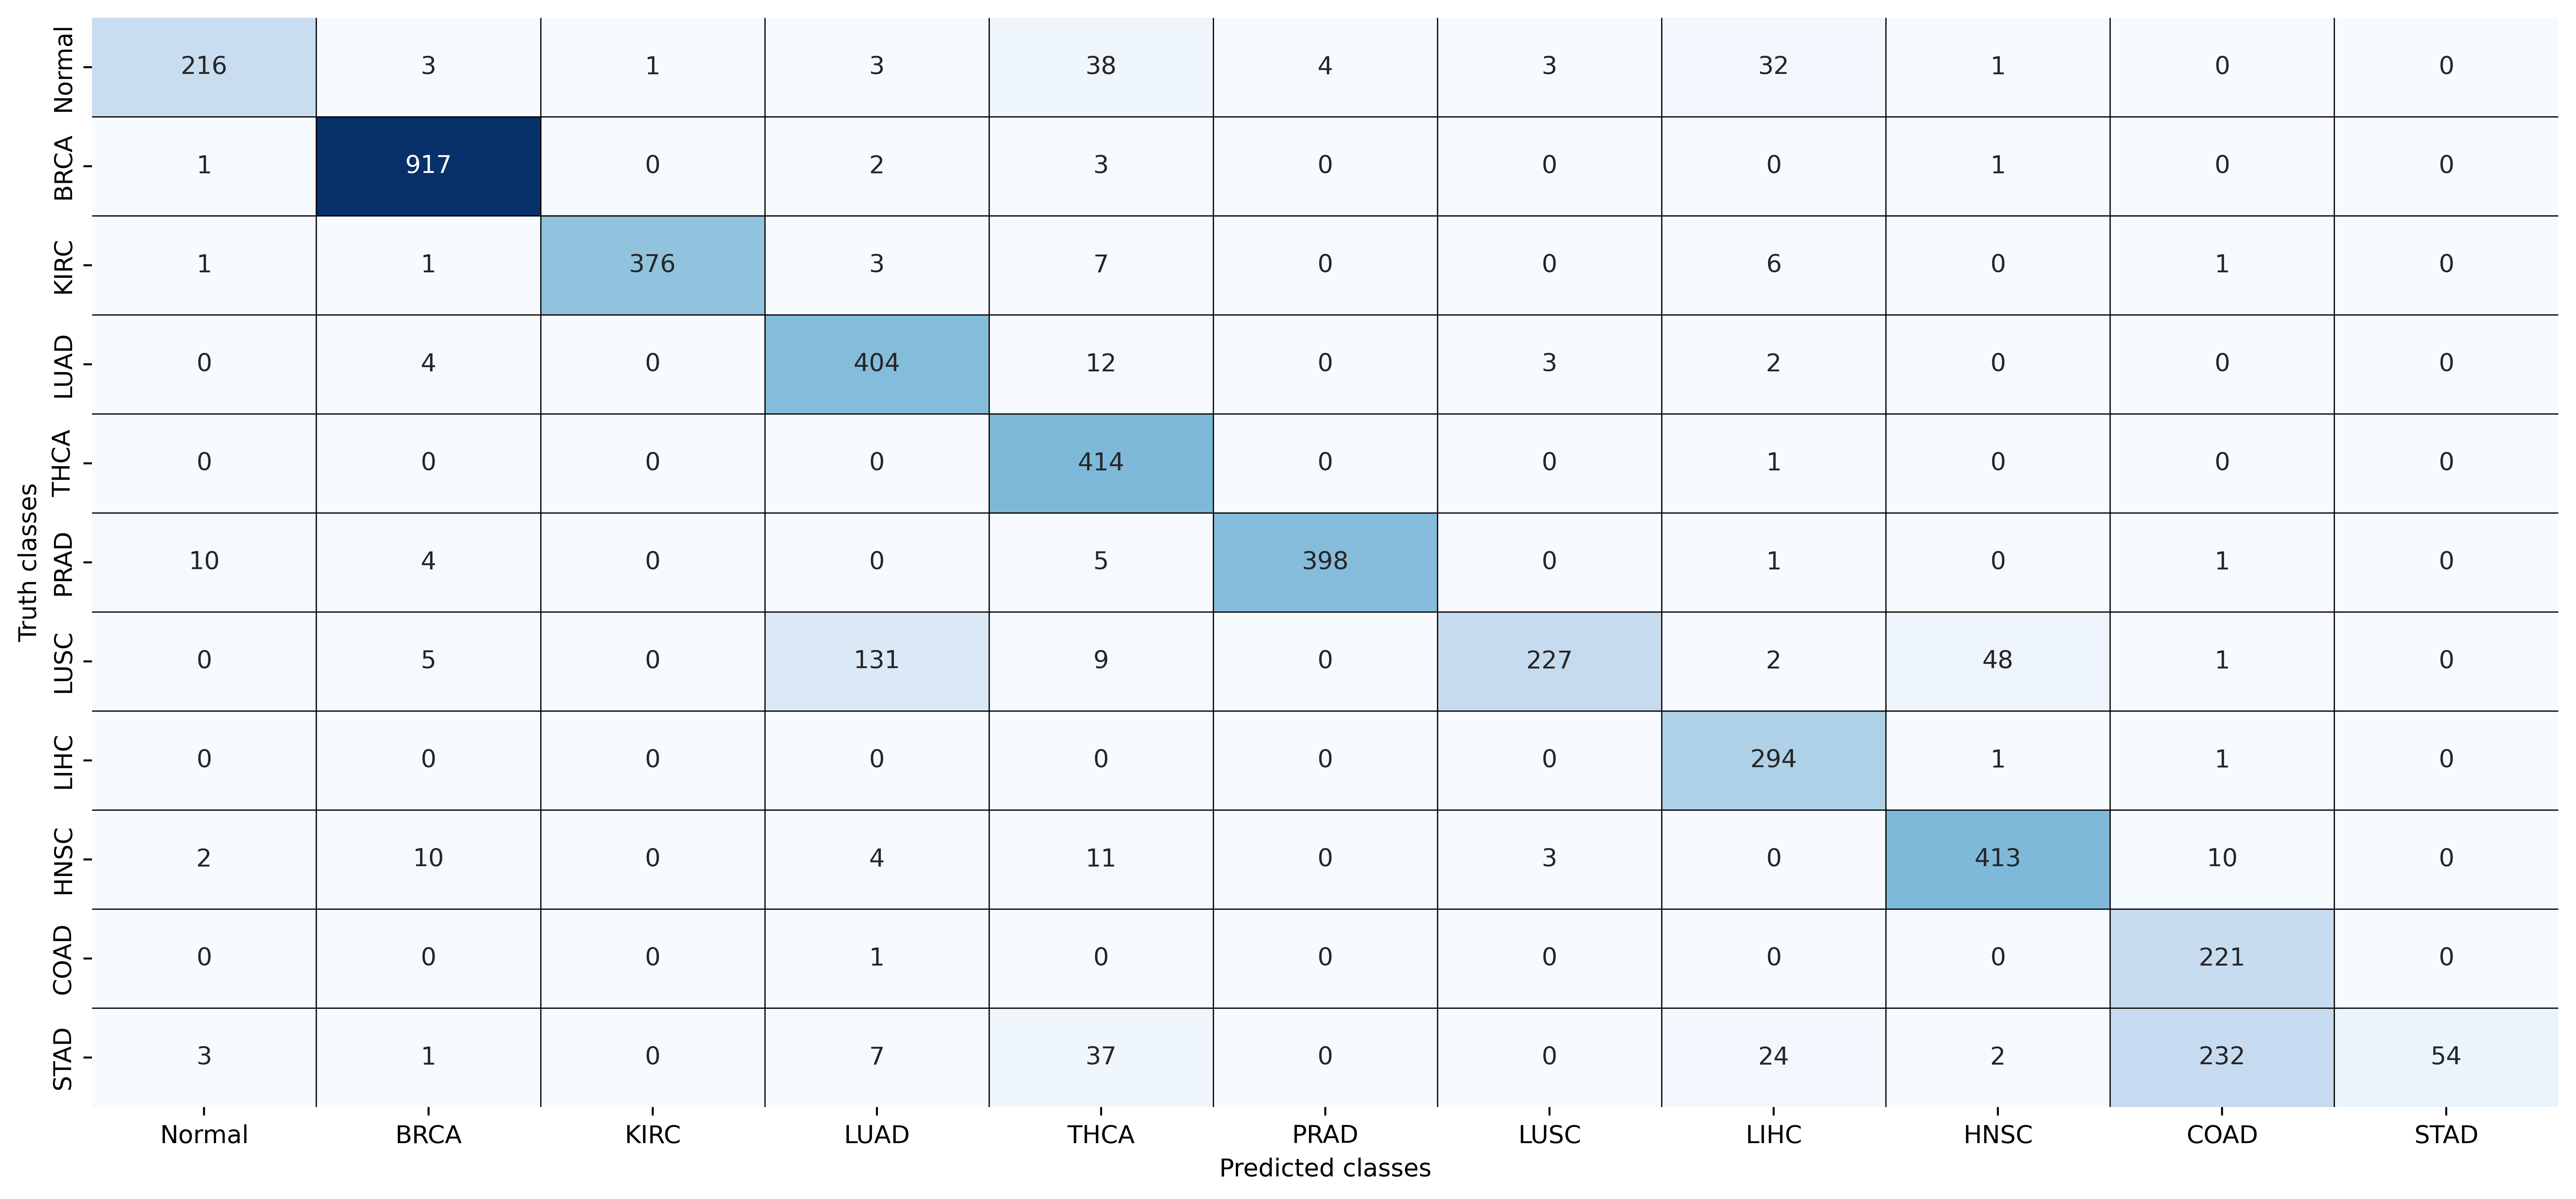 Truth classes
Normal 216 3 1 3 38 4 3 32 1 0 0
BRCA 1 917 0 2 3 0 0 0 1 0 0
KIRC 1 1 376 3 7 0 0 6 0 1 0
LUAD 0 4 0 404 12 0 3 2 0 0 0
THCA 0 0 0 0 414 0 0 1 0 0 0
PRAD 10 4 0 0 5 398 0 1 0 1 0
LUSC 0 5 0 131 9 0 227 2 48 1 0
LIHC 0 0 0 0 0 0 0 294 1 1 0
HNSC 2 10 0 4 11 0 3 0 413 10 0
COAD 0 0 0 1 0 0 0 0 0 221 0
STAD 3 1 0 7 37 0 0 24 2 232 54
Normal BRCA KIRC LUAD THCA PRAD LUSC LIHC HNSC COAD STAD
Predicted classes